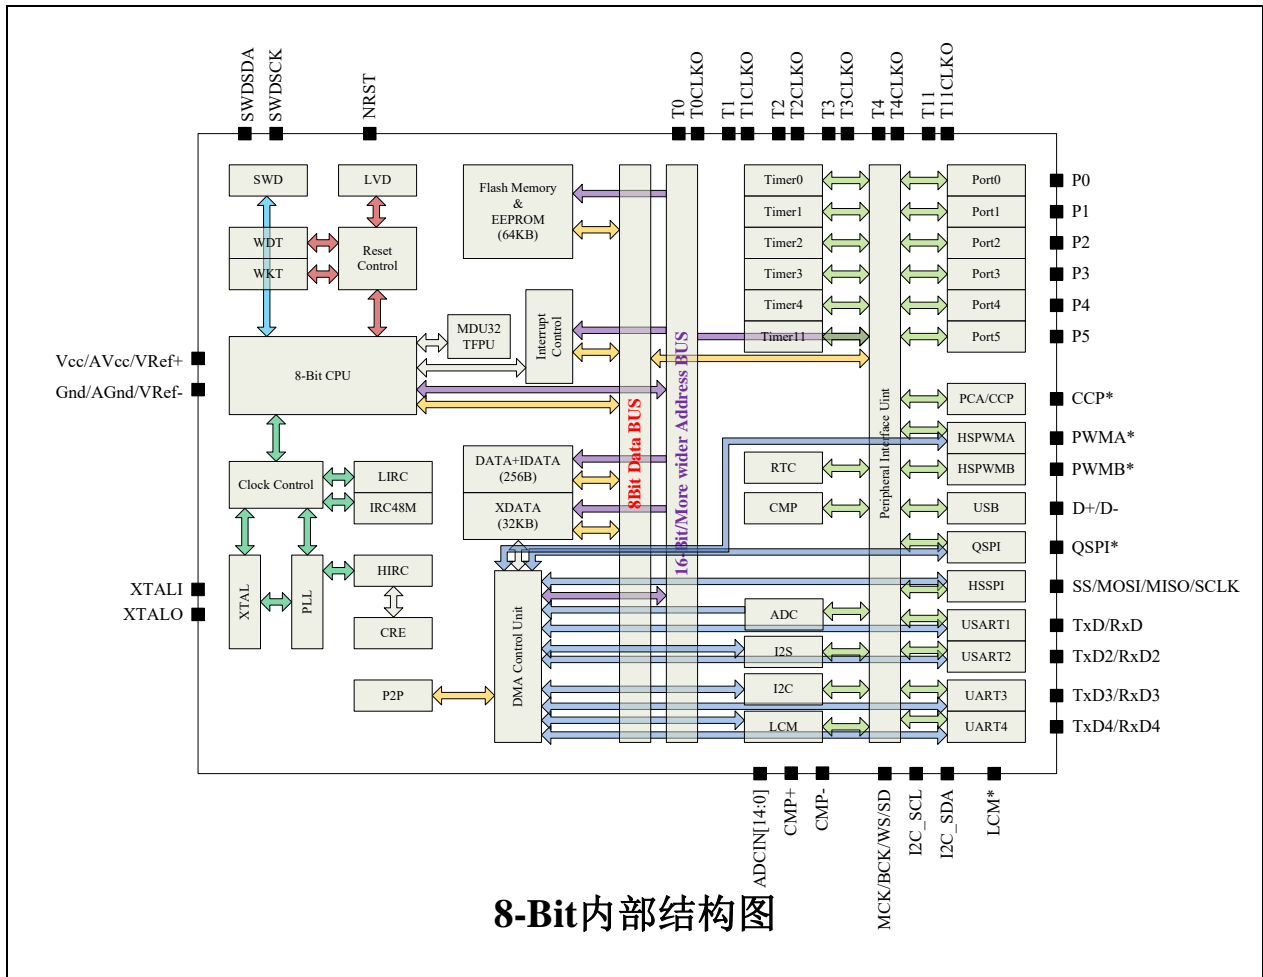 SWDSDA
SWDSCK
NRST
T0
T0CLKO
T1
T1CLKO
T2
T2CLKO
T3
T3CLKO
T4
T4CLKO
T11
T11CLKO
SWD
LVD
WDT
WKT
Reset
Control
Flash Memory
&
EEPROM
(64KB)
Timer0
Timer1
Timer2
Timer3
Timer4
Timer11
Port0
Port1
Port2
Port3
Port4
Port5
P0
P1
P2
P3
P4
P5
Vcc/AVcc/VRef+
Gnd/AGnd/VRef-
8-Bit CPU
MDU32
TFPU
Interrupt
Control
8Bit Data BUS
16-Bit/More wider Address BUS
Peripheral Interface Uint
PCA/CCP
HSPWMA
HSPWMB
USB
QSPI
HSSPI
USART1
USART2
UART3
UART4
CCP*
PWMA*
PWMB*
D+/D-
QSPI*
SS/MOSI/MISO/SCLK
TxD/RxD
TxD2/RxD2
TxD3/RxD3
TxD4/RxD4
Clock Control
LIRC
IRC48M
DATA+IDATA
(256B)
XDATA
(32KB)
RTC
CMP
XTALI
XTALO
XTAL
PLL
HIRC
CRE
P2P
DMA Control Unit
ADC
I2S
I2C
LCM
ADCIN[14:0]
CMP+
CMP-
MCK/BCK/WS/SD
I2C_SCL
I2C_SDA
LCM*
8-Bit内部结构图